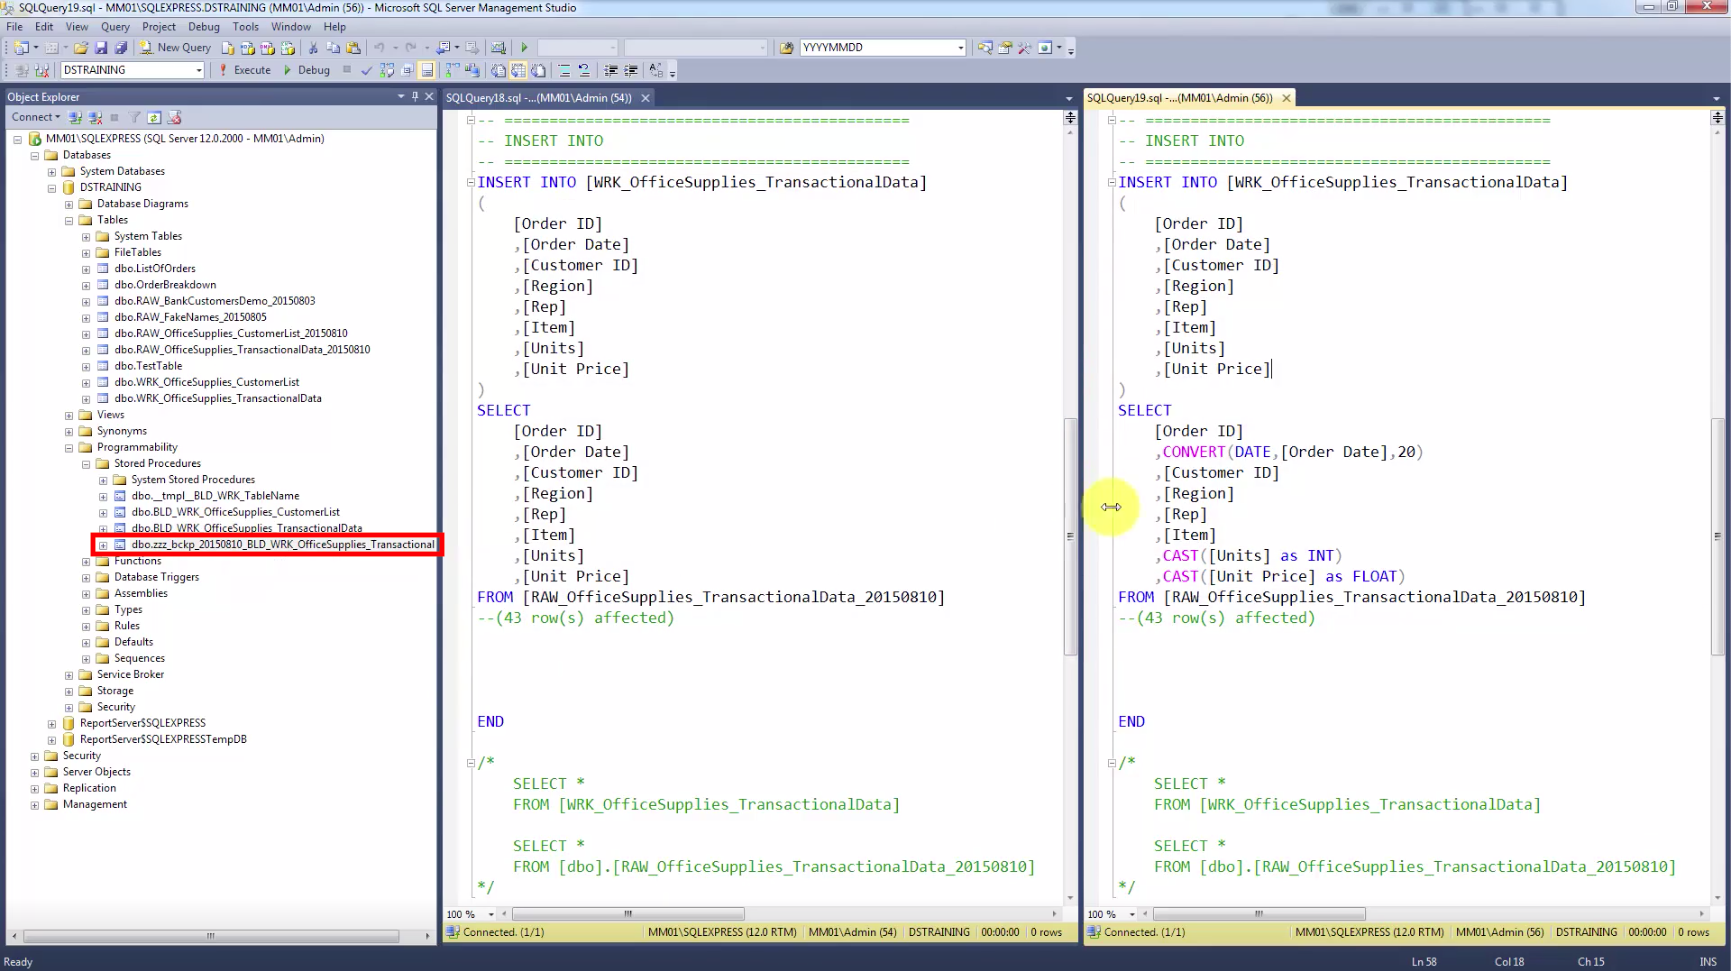 SQLQuery19.sql - MM01\SQLEXPRESS.DSTRAINING (MM01\Admin (56)) - Microsoft SQL Server Management Studio
File Edit View Query Project Debug Tools Window Help
New Query YYYYMMDD
DSTRAINING ! Execute Debug
Object Explorer
Connect
MM01\SQLEXPRESS (SQL Server 12.0.2000 - MM01\Admin)
Databases
System Databases
DSTRAINING
Database Diagrams
Tables
System Tables
FileTables
dbo.ListOfOrders
dbo.OrderBreakdown
dbo.RAW_BankCustomersDemo_20150803
dbo.RAW_FakeNames_20150805
dbo.RAW_OfficeSupplies_CustomerList_20150810
dbo.RAW_OfficeSupplies_TransactionalData_20150810
dbo.TestTable
dbo.WRK_OfficeSupplies_CustomerList
dbo.WRK_OfficeSupplies_TransactionalData
Views
Synonyms
Programmability
Stored Procedures
System Stored Procedures
dbo.__tmpl__BLD_WRK_TableName
dbo.BLD_WRK_OfficeSupplies_CustomerList
dbo.BLD_WRK_OfficeSupplies_TransactionalData
dbo.zzz_bckp_20150810_BLD_WRK_OfficeSupplies_Transactional
Functions
Database Triggers
Assemblies
Types
Rules
Defaults
Sequences
Service Broker
Storage
Security
ReportServer$SQLEXPRESS
ReportServer$SQLEXPRESSTempDB
Security
Server Objects
Replication
Management
SQLQuery18.sql -...(MM01\Admin (54))
-- =============================================
-- INSERT INTO
-- =============================================
INSERT INTO [WRK_OfficeSupplies_TransactionalData]
(
[Order ID]
,[Order Date]
,[Customer ID]
,[Region]
,[Rep]
,[Item]
,[Units]
,[Unit Price]
)
SELECT
[Order ID]
,[Order Date]
,[Customer ID]
,[Region]
,[Rep]
,[Item]
,[Units]
,[Unit Price]
FROM [RAW_OfficeSupplies_TransactionalData_20150810]
--(43 row(s) affected)
END
/*
SELECT *
FROM [WRK_OfficeSupplies_TransactionalData]
SELECT *
FROM [dbo].[RAW_OfficeSupplies_TransactionalData_20150810]
*/
100 %
Connected. (1/1) MM01\SQLEXPRESS (12.0 RTM) MM01\Admin (54) DSTRAINING 00:00:00 0 rows
SQLQuery19.sql -...(MM01\Admin (56))
-- =============================================
-- INSERT INTO
-- =============================================
INSERT INTO [WRK_OfficeSupplies_TransactionalData]
(
[Order ID]
,[Order Date]
,[Customer ID]
,[Region]
,[Rep]
,[Item]
,[Units]
,[Unit Price]
)
SELECT
[Order ID]
,CONVERT(DATE,[Order Date],20)
,[Customer ID]
,[Region]
,[Rep]
,[Item]
,CAST([Units] as INT)
,CAST([Unit Price] as FLOAT)
FROM [RAW_OfficeSupplies_TransactionalData_20150810]
--(43 row(s) affected)
END
/*
SELECT *
FROM [WRK_OfficeSupplies_TransactionalData]
SELECT *
FROM [dbo].[RAW_OfficeSupplies_TransactionalData_20150810]
*/
100 %
Connected. (1/1) MM01\SQLEXPRESS (12.0 RTM) MM01\Admin (56) DSTRAINING 00:00:00 0 rows
Ready Ln 58 Col 18 Ch 15 INS